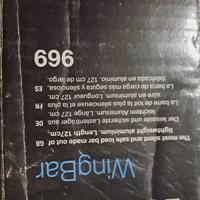 WingBar
The most silent and safe load bar made out of GB
lightweight aluminium. Length 127cm.
Der leiseste und sicherste Lastenträger aus DE
leichtem Aluminium. Länge 127 cm.
La barre de toit la plus silencieuse et la plus FR
sûre, aluminium. Longueur 127 cm.
La barra de carga más segura y silenciosa, ES
fabricada en aluminio. 127 cm de largo.
969